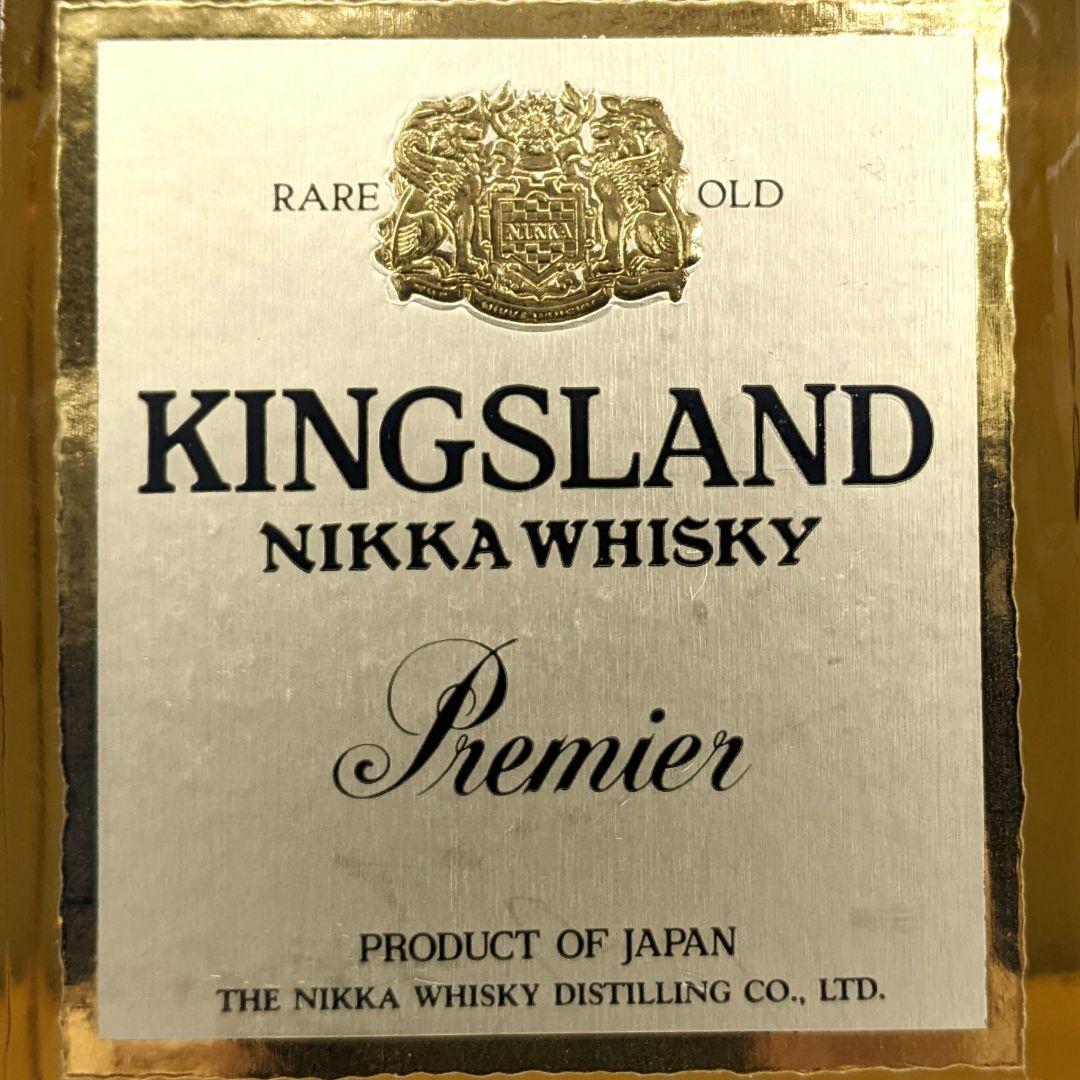 RARE OLD
NIKKA
KINGSLAND
NIKKA WHISKY
Premier
PRODUCT OF JAPAN
THE NIKKA WHISKY DISTILLING CO., LTD.